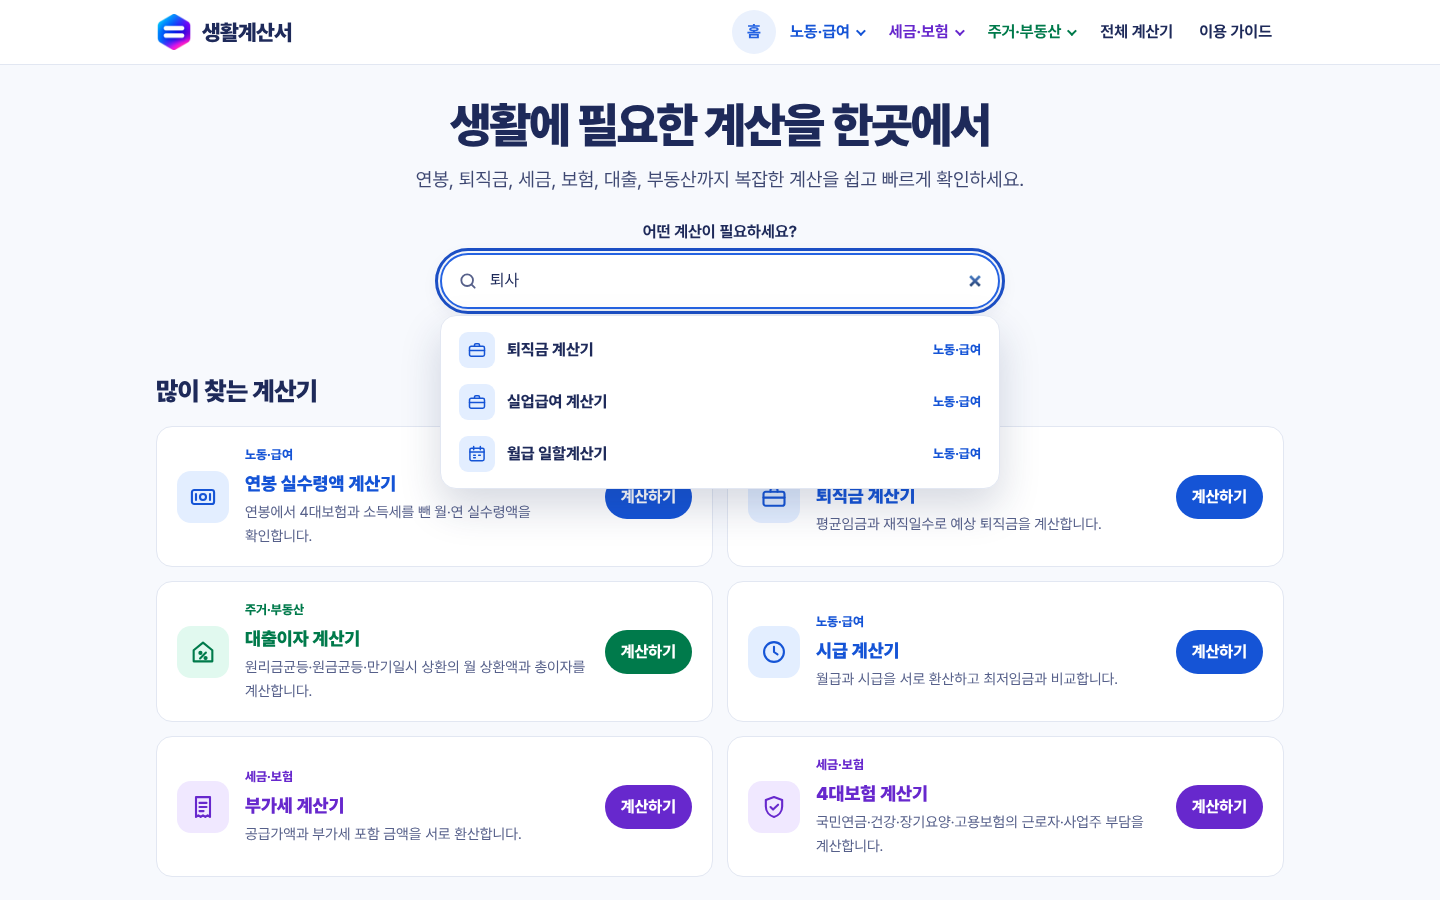 생활계산서
홈
노동·급여
세금·보험
주거·부동산
전체 계산기
이용 가이드
생활에 필요한 계산을 한곳에서
연봉, 퇴직금, 세금, 보험, 대출, 부동산까지 복잡한 계산을 쉽고 빠르게 확인하세요.
어떤 계산이 필요하세요?
퇴사
퇴직금 계산기
노동·급여
실업급여 계산기
노동·급여
월급 일할계산기
노동·급여
많이 찾는 계산기
노동·급여
연봉 실수령액 계산기
연봉에서 4대보험과 소득세를 뺀 월·연 실수령액을
확인합니다.
계산하기
퇴직금 계산기
평균임금과 재직일수로 예상 퇴직금을 계산합니다.
계산하기
주거·부동산
대출이자 계산기
원리금균등·원금균등·만기일시 상환의 월 상환액과 총이자를
계산합니다.
계산하기
노동·급여
시급 계산기
월급과 시급을 서로 환산하고 최저임금과 비교합니다.
계산하기
세금·보험
부가세 계산기
공급가액과 부가세 포함 금액을 서로 환산합니다.
계산하기
세금·보험
4대보험 계산기
국민연금·건강·장기요양·고용보험의 근로자·사업주 부담을
계산합니다.
계산하기